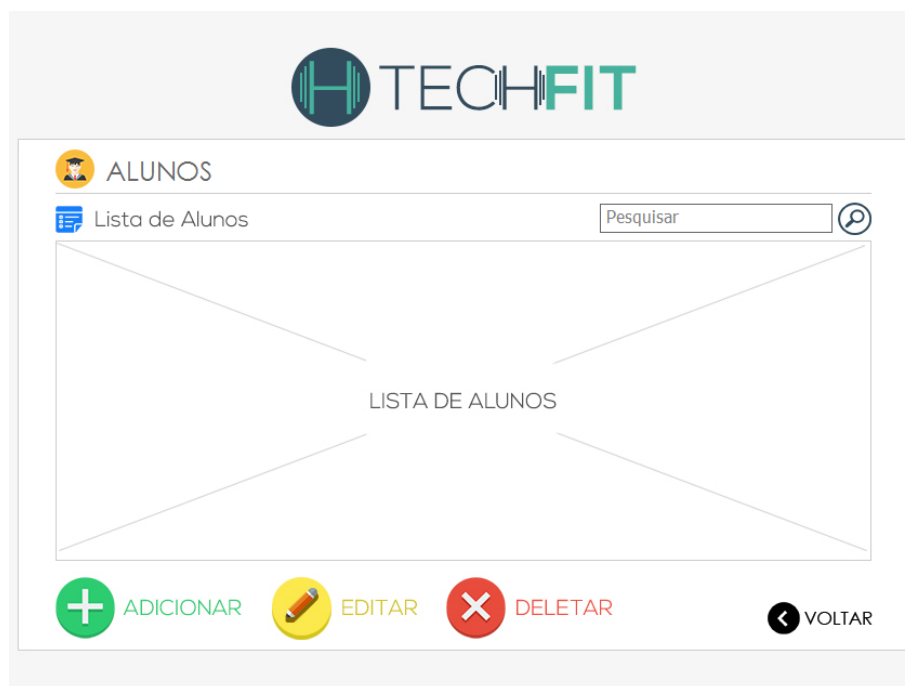 TECHFIT
ALUNOS
Lista de Alunos
Pesquisar
LISTA DE ALUNOS
ADICIONAR
EDITAR
DELETAR
VOLTAR